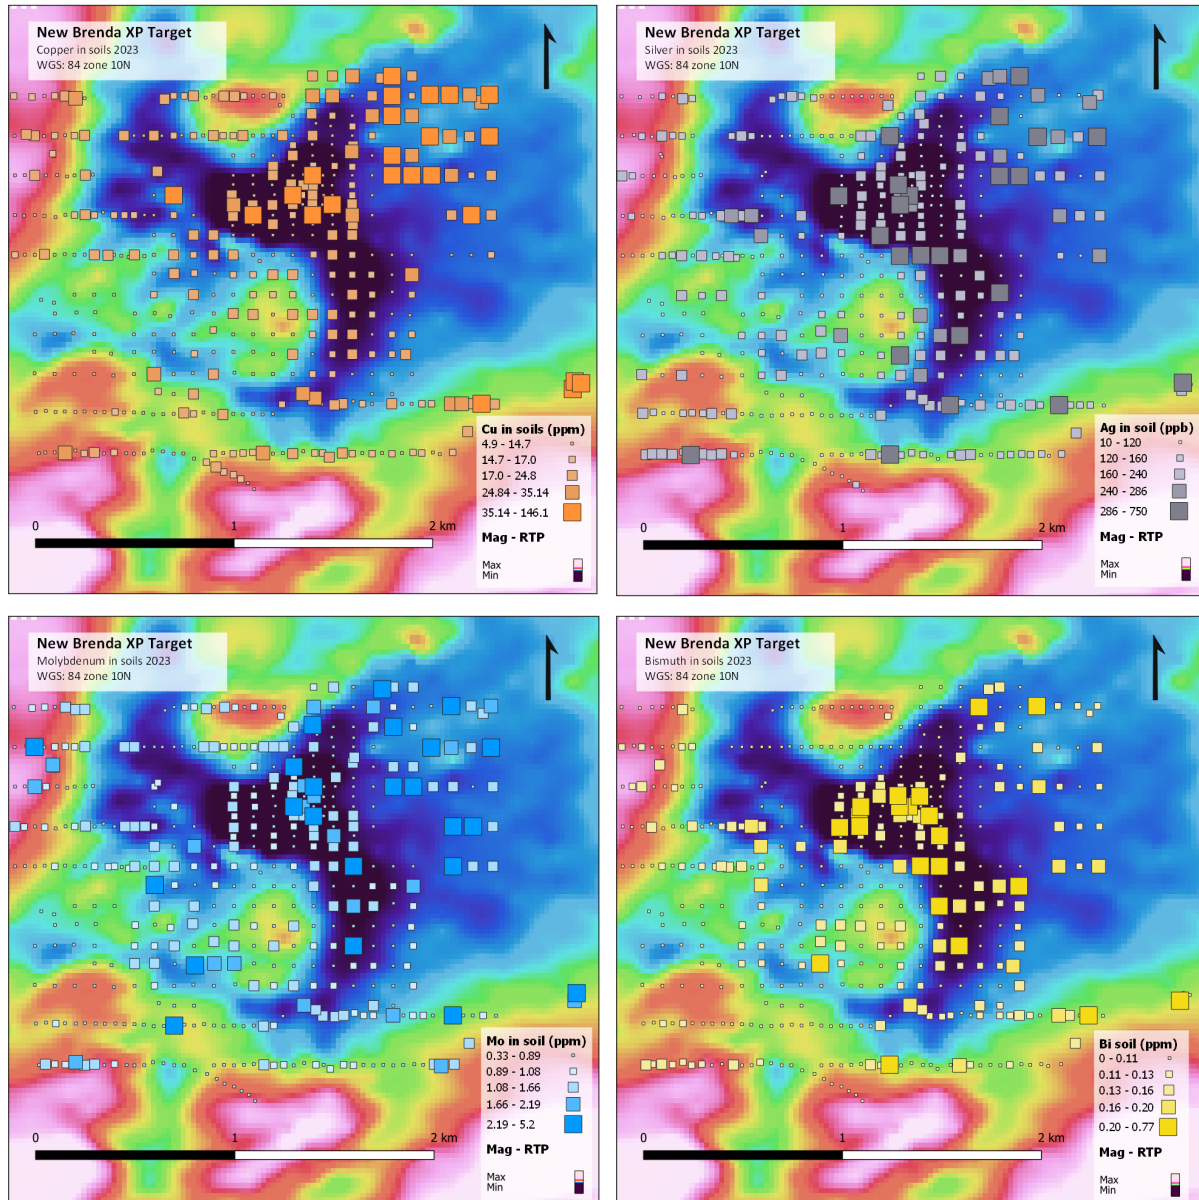 New Brenda XP Target
Copper in soils 2023
WGS: 84 zone 10N
Cu in soils (ppm)
4.9 - 14.7
14.7 - 17.0
17.0 - 24.8
24.84 - 35.14
35.14 - 146.1
Mag - RTP
Max
Min
0 1 2 km
New Brenda XP Target
Silver in soils 2023
WGS: 84 zone 10N
Ag in soil (ppb)
10 - 120
120 - 160
160 - 240
240 - 286
286 - 750
Mag - RTP
Max
Min
0 1 2 km
New Brenda XP Target
Molybdenum in soils 2023
WGS: 84 zone 10N
Mo in soil (ppm)
0.33 - 0.89
0.89 - 1.08
1.08 - 1.66
1.66 - 2.19
2.19 - 5.2
Mag - RTP
Max
Min
0 1 2 km
New Brenda XP Target
Bismuth in soils 2023
WGS: 84 zone 10N
Bi soil (ppm)
0 - 0.11
0.11 - 0.13
0.13 - 0.16
0.16 - 0.20
0.20 - 0.77
Mag - RTP
Max
Min
0 1 2 km